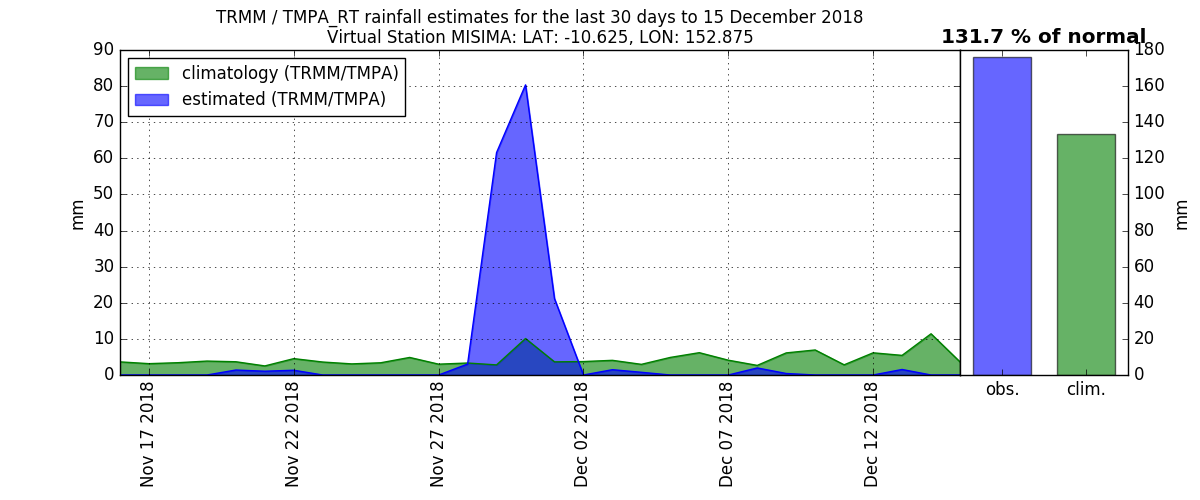 TRMM / TMPA_RT rainfall estimates for the last 30 days to 15 December 2018
Virtual Station MISIMA: LAT: -10.625, LON: 152.875
131.7 % of normal
climatology (TRMM/TMPA)
estimated (TRMM/TMPA)
mm
90
80
70
60
50
40
30
20
10
0
Nov 17 2018
Nov 22 2018
Nov 27 2018
Dec 02 2018
Dec 07 2018
Dec 12 2018
180
160
140
120
100
80
60
40
20
0
mm
obs.
clim.